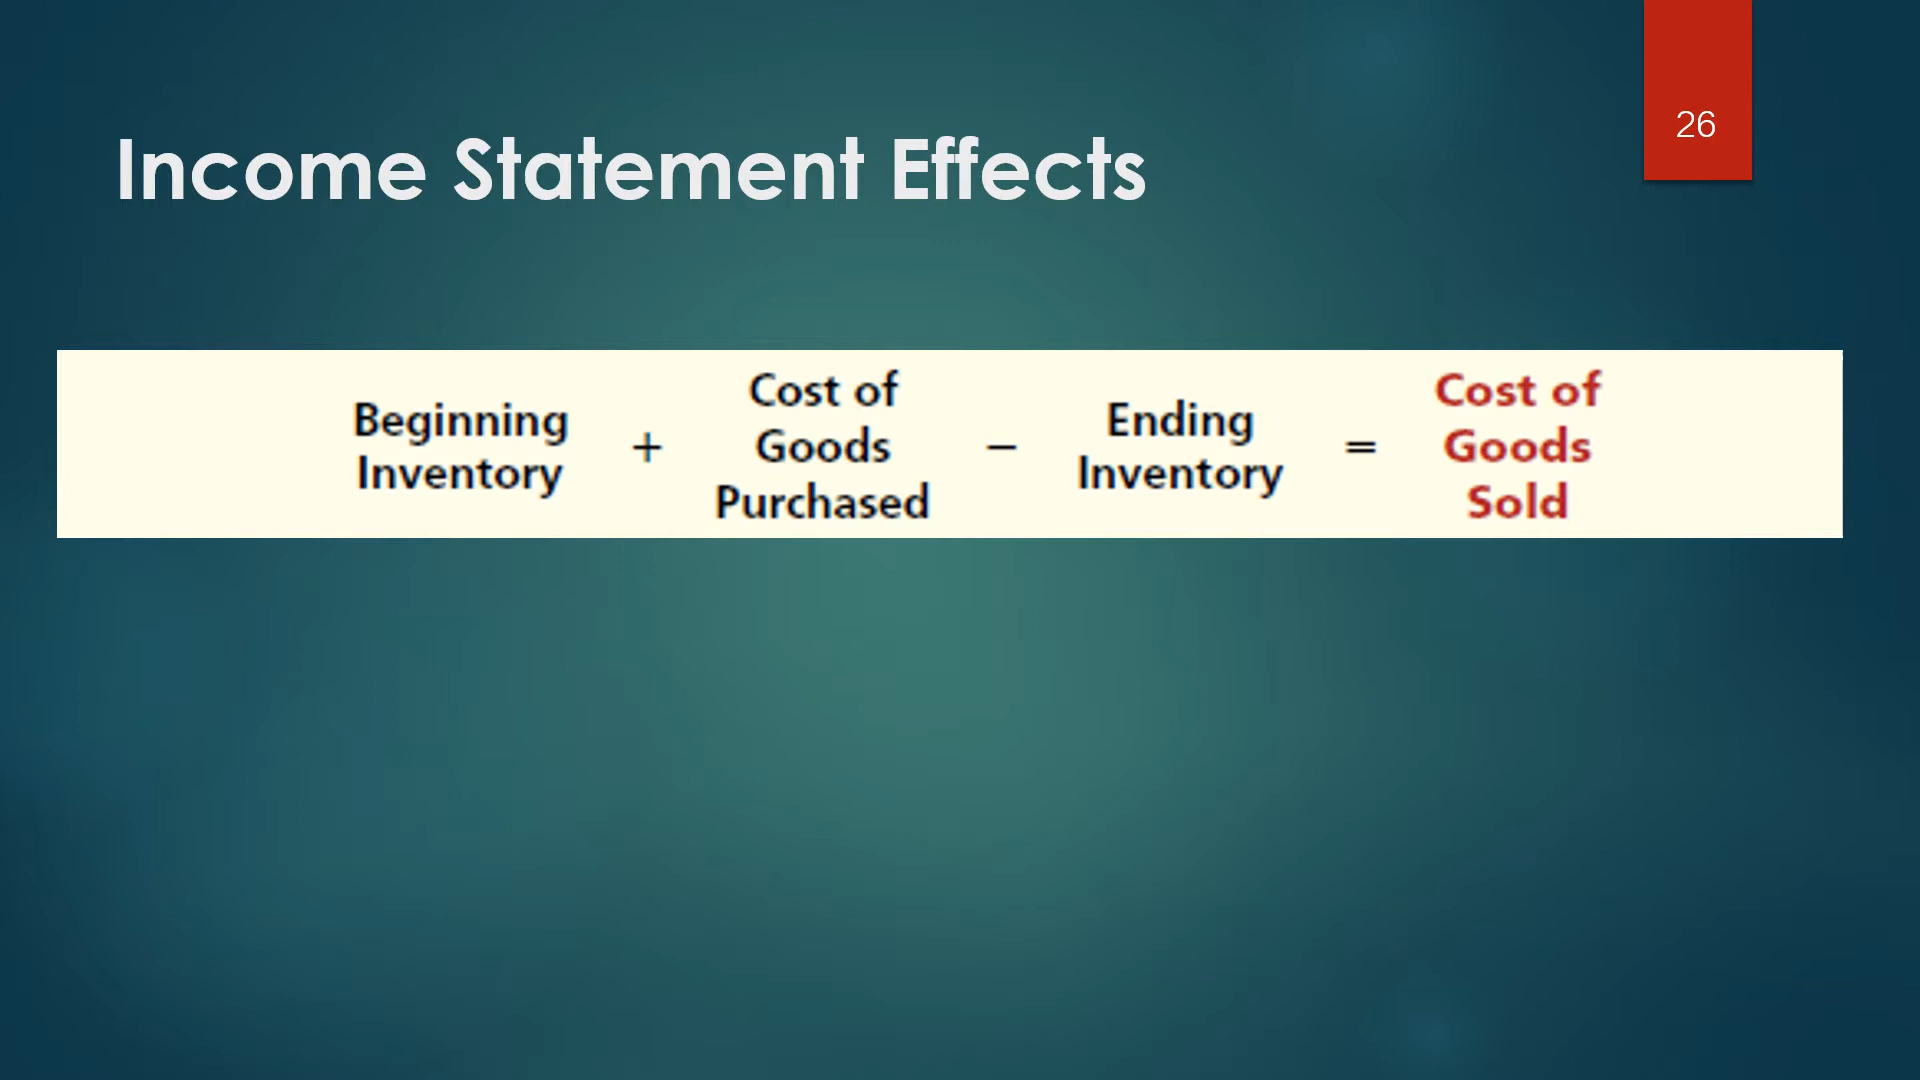 26
Income Statement Effects
Beginning Inventory + Cost of Goods Purchased − Ending Inventory = Cost of Goods Sold